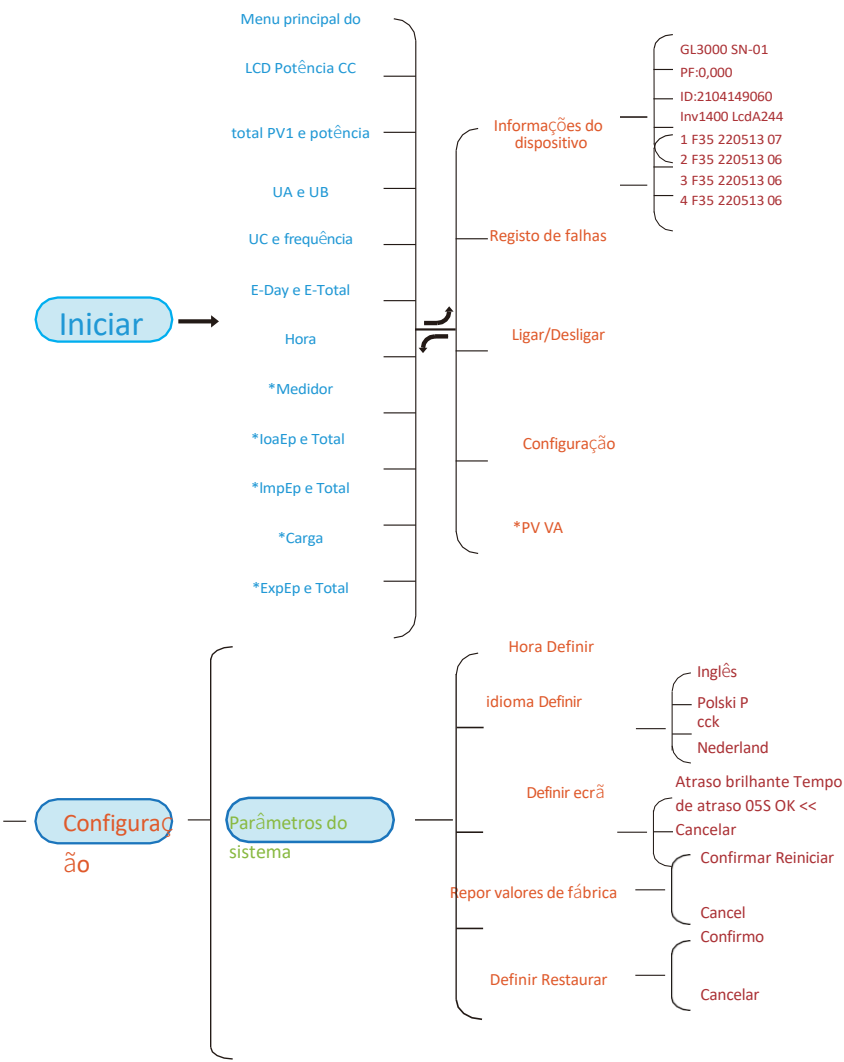 Menu principal do
LCD Potência CC
total PV1 e potência
UA e UB
UC e frequência
E-Day e E-Total
Hora
*Medidor
*IoaEp e Total
*ImpEp e Total
*Carga
*ExpEp e Total
Iniciar
Informações do
dispositivo
Registo de falhas
Ligar/Desligar
Configuração
*PV VA
GL3000 SN-01
PF:0,000
ID:2104149060
Inv1400 LcdA244
1 F35 220513 07
2 F35 220513 06
3 F35 220513 06
4 F35 220513 06
Configuraç
ão
Parâmetros do
sistema
Hora Definir
idioma Definir
Definir ecrã
Repor valores de fábrica
Definir Restaurar
Inglês
Polski P
cck
Nederland
Atraso brilhante Tempo
de atraso 05S OK <<
Cancelar
Confirmar Reiniciar
Cancel
Confirmo
Cancelar